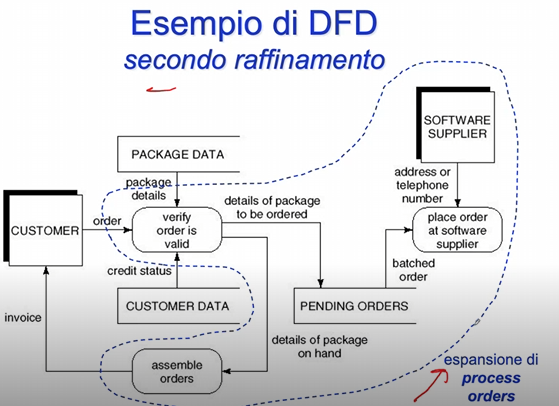 Esempio di DFD
secondo raffinamento
SOFTWARE
SUPPLIER
PACKAGE DATA
package
details
address or
telephone
number
details of package
to be ordered
order
CUSTOMER
verify
order is
valid
place order
at software
supplier
credit status
batched
order
CUSTOMER DATA
PENDING ORDERS
invoice
details of package
on hand
assemble
orders
espansione di
process
orders